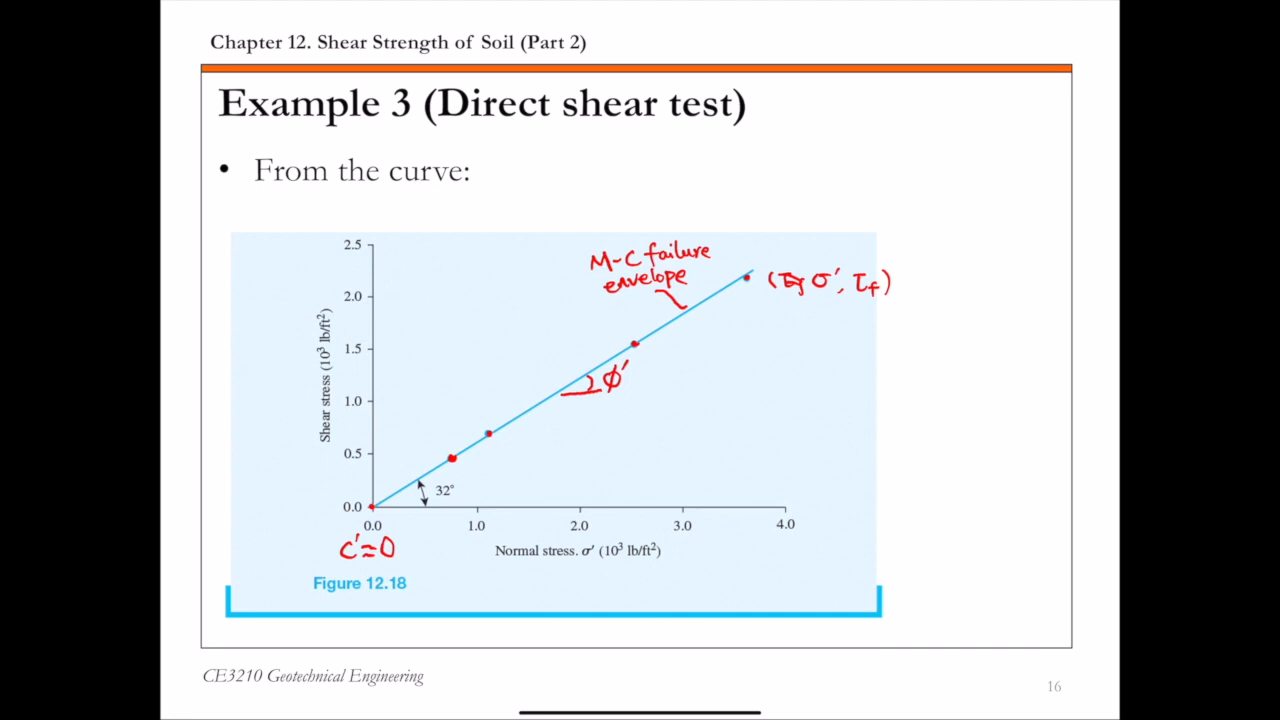 Chapter 12. Shear Strength of Soil (Part 2)
Example 3 (Direct shear test)
• From the curve:
M-C failure
envelope
(σ', τf)
ϕ'
2.5
2.0
1.5
1.0
0.5
0.0
Shear stress (10³ lb/ft²)
32°
0.0 1.0 2.0 3.0 4.0
c'≈0
Normal stress. σ' (10³ lb/ft²)
Figure 12.18
CE3210 Geotechnical Engineering
16